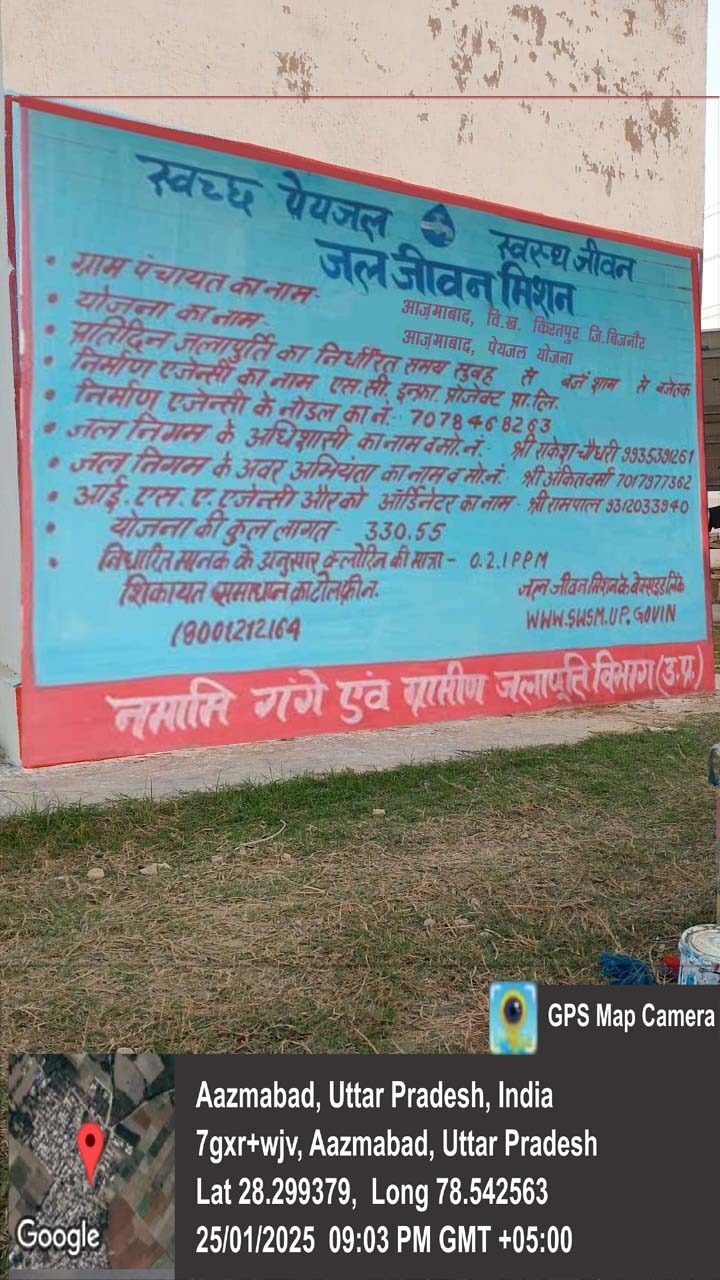 स्वच्छ पेयजल स्वस्थ जीवन
जल जीवन मिशन
• ग्राम पंचायत का नाम- आज़माबाद, वि.ख. किरतपुर जि.बिजनौर
• योजना का नाम- आज़माबाद, पेयजल योजना
• प्रतिदिन जलापुर्ति का निर्धारित समय सुबह से बजे शाम से बजेतक
• निर्माण एजेन्सी का नाम एस.सी. इन्फ्रा प्रोजेक्ट प्रा.लि.
• निर्माण एजेन्सी के नोडल का नं. 7078468263
• जल निगम के अधिशासी का नाम व मो.नं. श्री राकेश चौधरी 9935391261
• जल निगम के अवर अभियंता का नाम व मो.नं. श्री अंकित वर्मा 7017977362
• आई.एस.ए. एजेन्सी और को ऑर्डिनेटर का नाम - श्री रामपाल 9312033940
• योजना की कुल लागत - 330.55
• निर्धारित मानक के अनुसार क्लोरिन की मात्रा - 0.2.1 PPM
शिकायत समाधान का टोलफ्रीन. जल जीवन मिशन के वेबसाइड लिंक
18001212164 WWW.SWSM.UP.GOVIN
नमामि गंगे एवं ग्रामीण जलापूर्ति विभाग (उ.प्र.)
GPS Map Camera
Aazmabad, Uttar Pradesh, India
7gxr+wjv, Aazmabad, Uttar Pradesh
Lat 28.299379, Long 78.542563
25/01/2025 09:03 PM GMT +05:00
Google